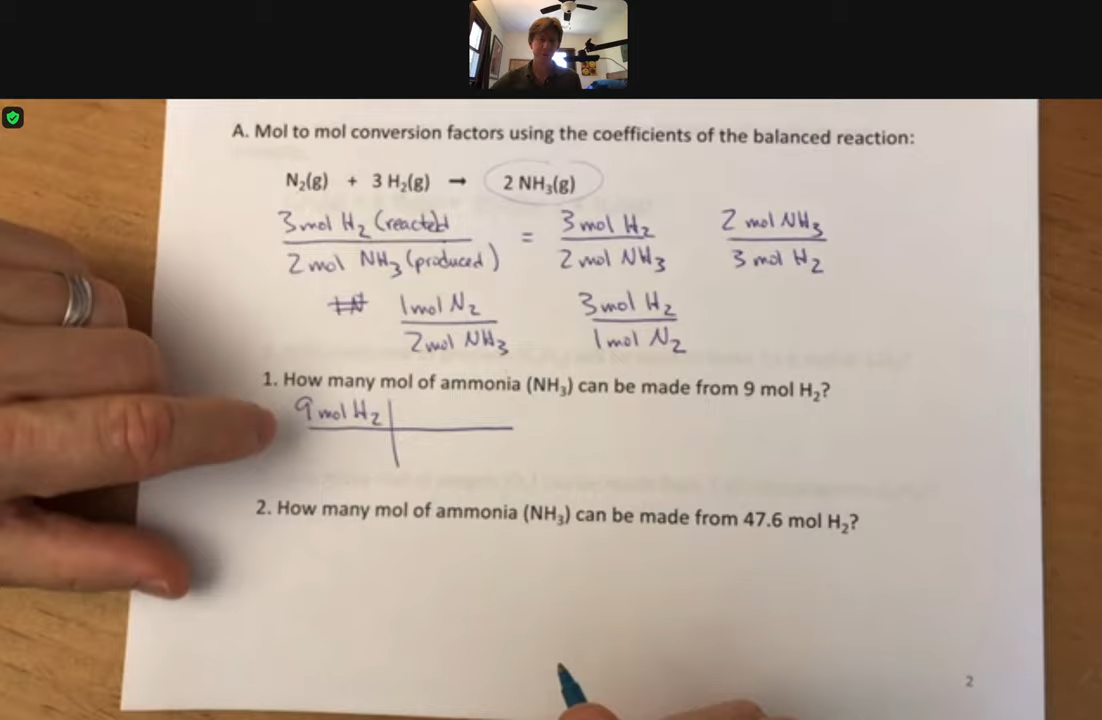 A. Mol to mol conversion factors using the coefficients of the balanced reaction:
N₂(g) + 3 H₂(g) → 2 NH₃(g)
3 mol H₂ (reacted) / 2 mol NH₃ (produced) = 3 mol H₂ / 2 mol NH₃   2 mol NH₃ / 3 mol H₂
1 mol N₂ / 2 mol NH₃   3 mol H₂ / 1 mol N₂
1. How many mol of ammonia (NH₃) can be made from 9 mol H₂?
9 mol H₂
2. How many mol of ammonia (NH₃) can be made from 47.6 mol H₂?
2